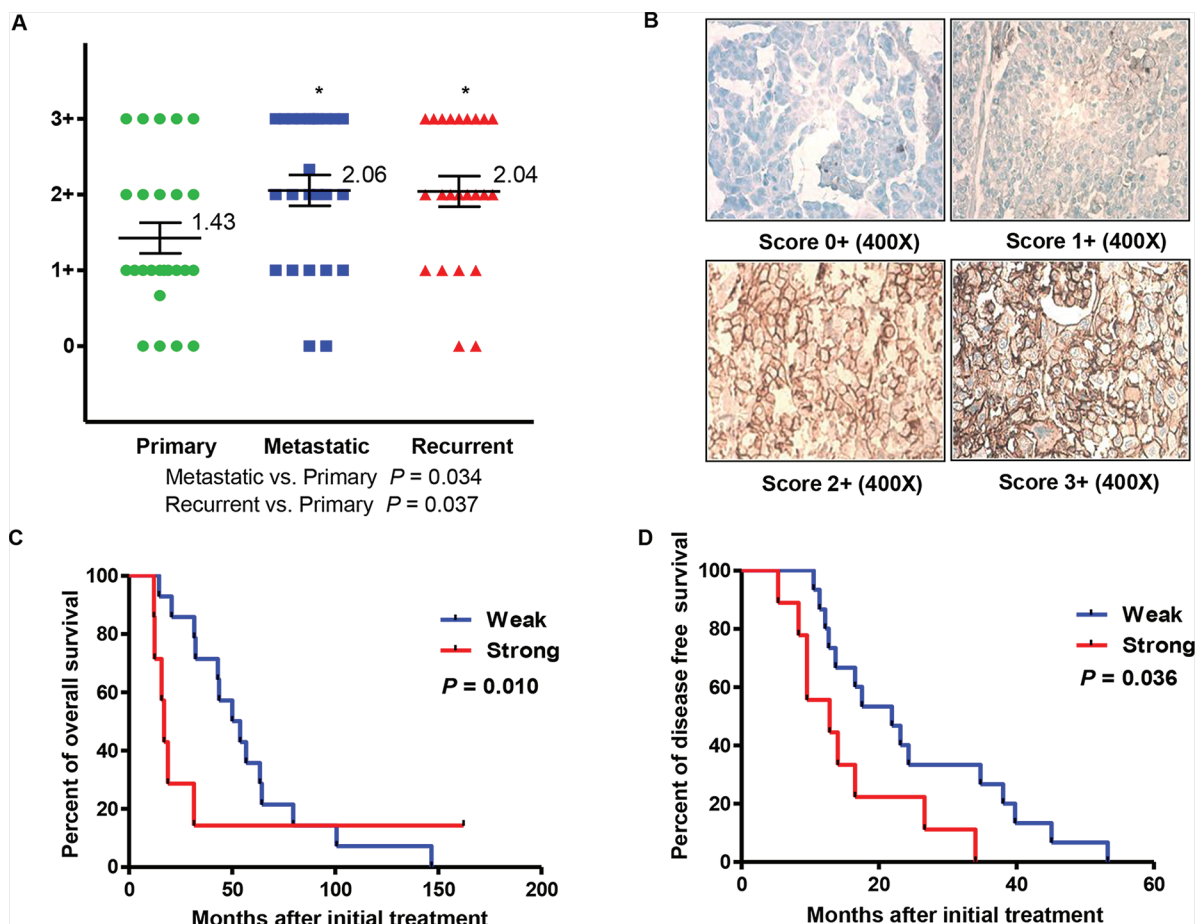 A
3+
2+
1+
0
*
*
1.43
2.06
2.04
Primary Metastatic Recurrent
Metastatic vs. Primary P = 0.034
Recurrent vs. Primary P = 0.037
B
Score 0+ (400X)
Score 1+ (400X)
Score 2+ (400X)
Score 3+ (400X)
C
Percent of overall survival
100
80
60
40
20
0
0 50 100 150 200
Months after initial treatment
Weak
Strong
P = 0.010
D
Percent of disease free survival
100
80
60
40
20
0
0 20 40 60
Months after initial treatment
Weak
Strong
P = 0.036